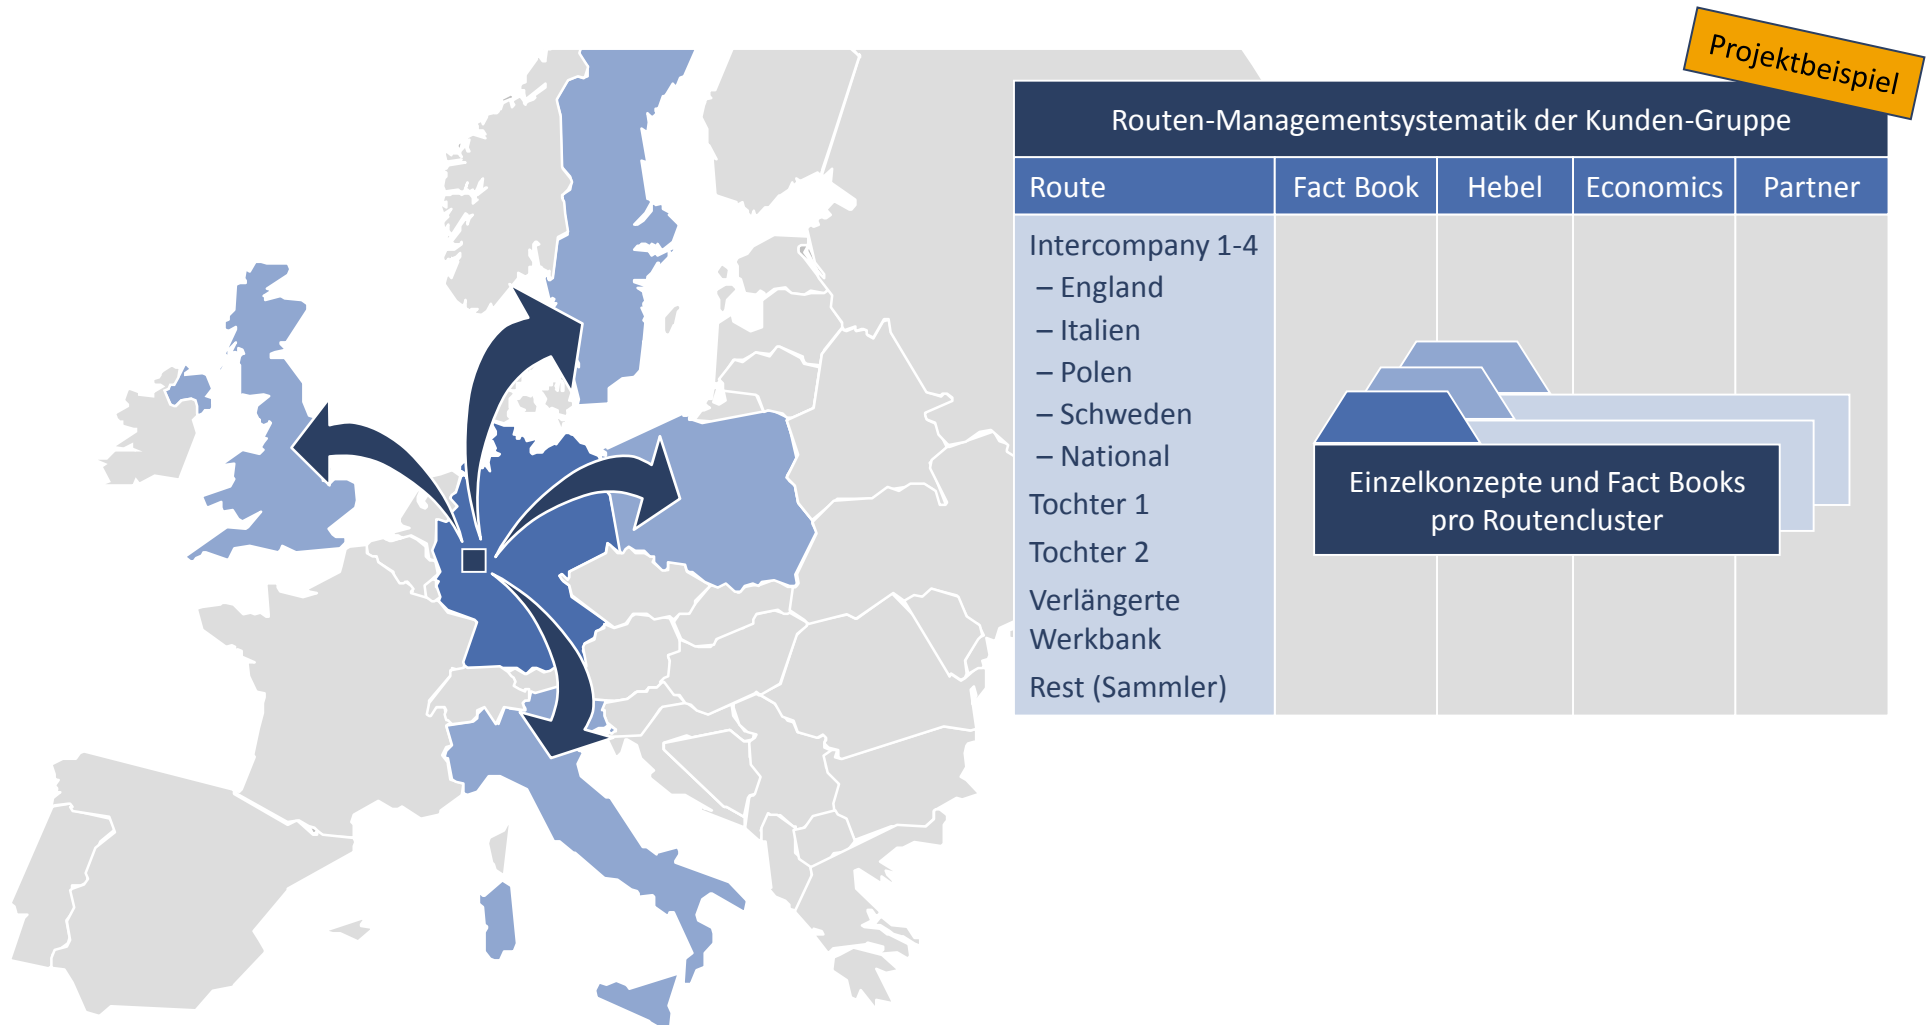 Projektbeispiel
Routen-Managementsystematik der Kunden-Gruppe
Route Fact Book Hebel Economics Partner
Intercompany 1-4
– England
– Italien
– Polen
– Schweden
– National
Tochter 1
Tochter 2
Verlängerte
Werkbank
Rest (Sammler)
Einzelkonzepte und Fact Books
pro Routencluster